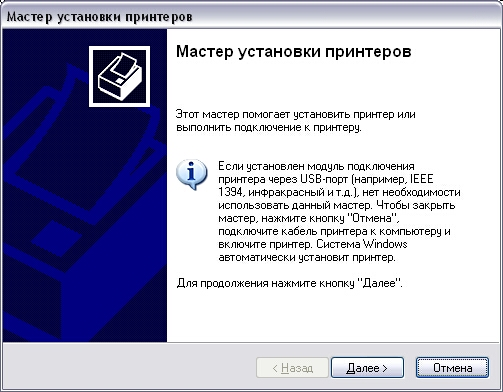 Мастер установки принтеров
Мастер установки принтеров
Этот мастер помогает установить принтер или
выполнить подключение к принтеру.
Если установлен модуль подключения
принтера через USB-порт (например, IEEE
1394, инфракрасный и т.д.), нет необходимости
использовать данный мастер. Чтобы закрыть
мастер, нажмите кнопку "Отмена",
подключите кабель принтера к компьютеру и
включите принтер. Система Windows
автоматически установит принтер.
Для продолжения нажмите кнопку "Далее".
< Назад
Далее >
Отмена